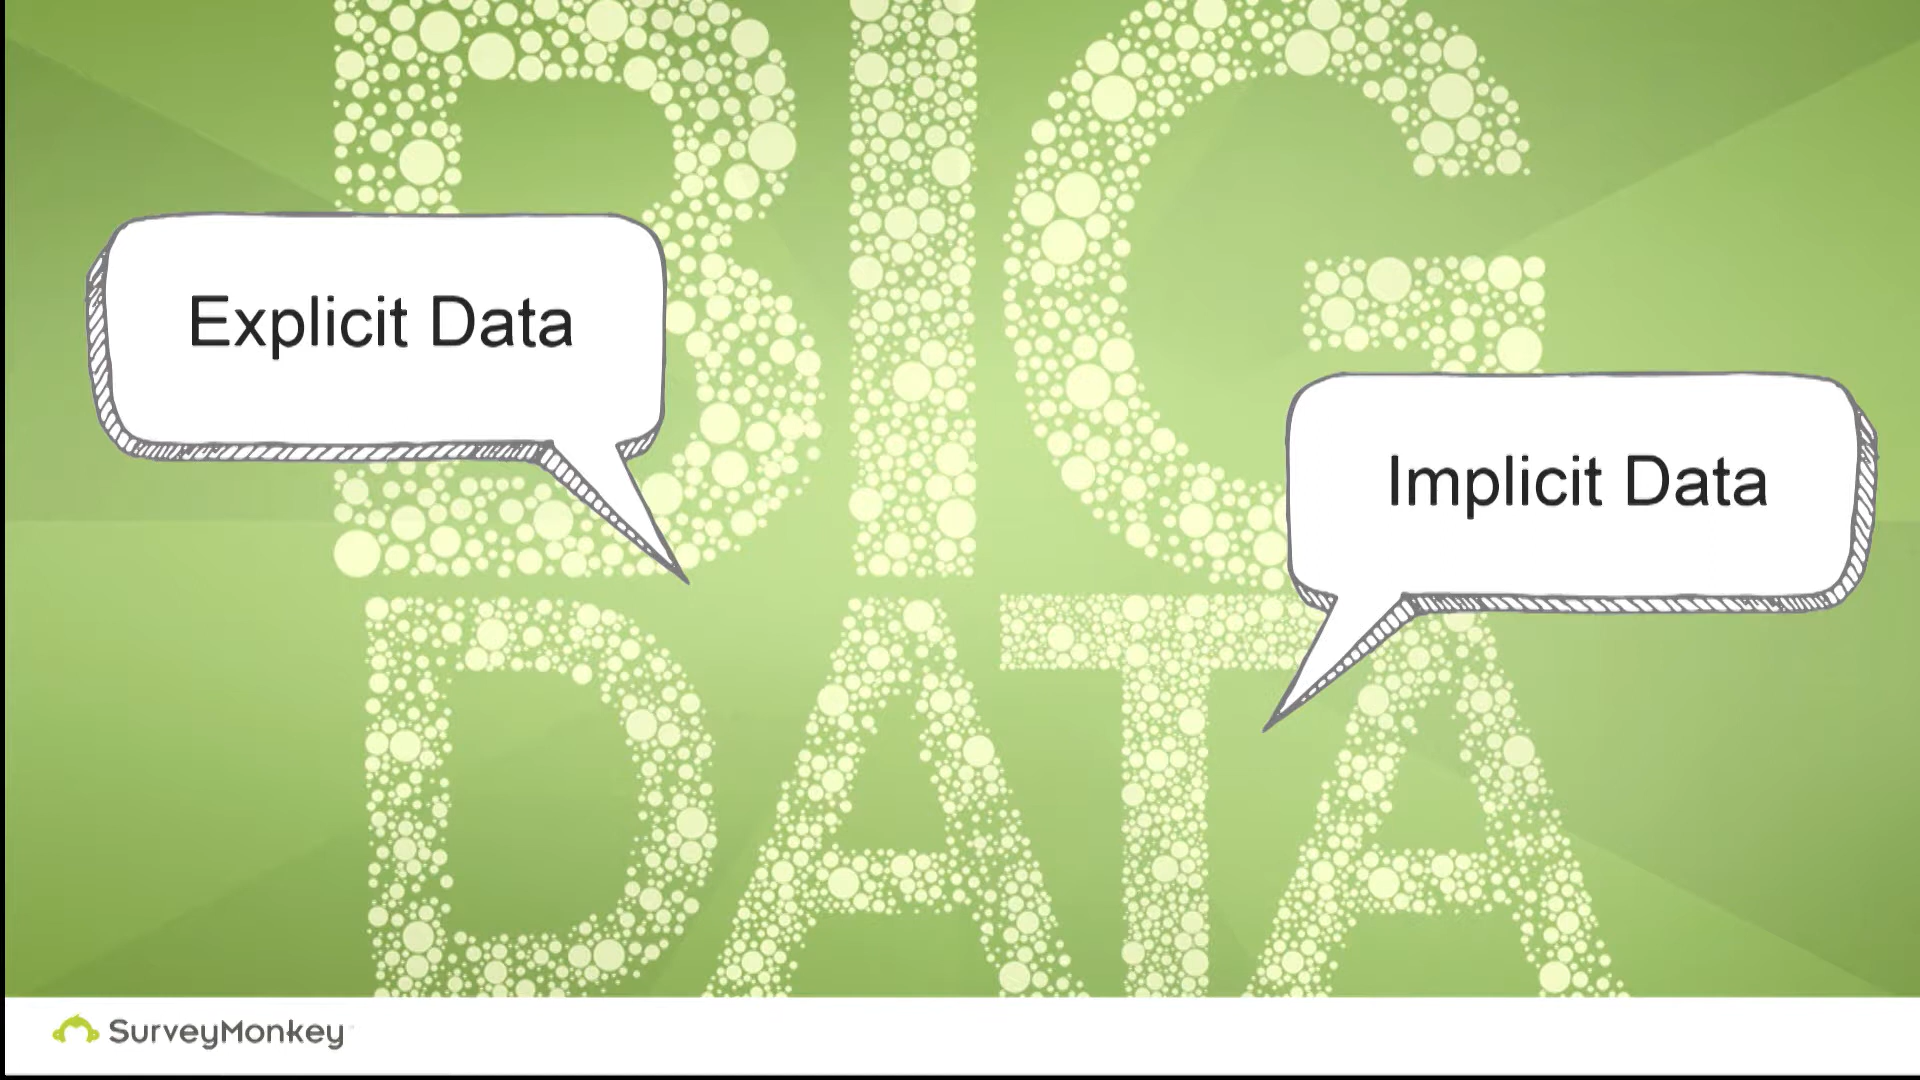 BIG
DATA
Explicit Data
Implicit Data
SurveyMonkey